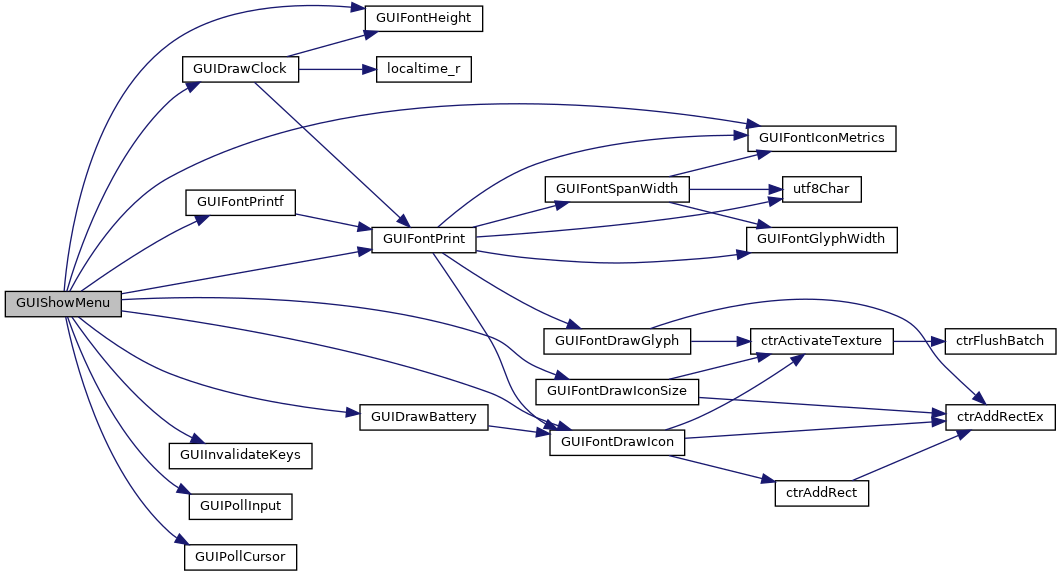 GUIFontHeight
GUIDrawClock
localtime_r
GUIFontIconMetrics
GUIFontSpanWidth
utf8Char
GUIFontPrintf
GUIFontPrint
GUIFontGlyphWidth
GUIShowMenu
GUIFontDrawGlyph
ctrActivateTexture
ctrFlushBatch
GUIFontDrawIconSize
GUIDrawBattery
ctrAddRectEx
GUIFontDrawIcon
GUIInvalidateKeys
ctrAddRect
GUIPollInput
GUIPollCursor